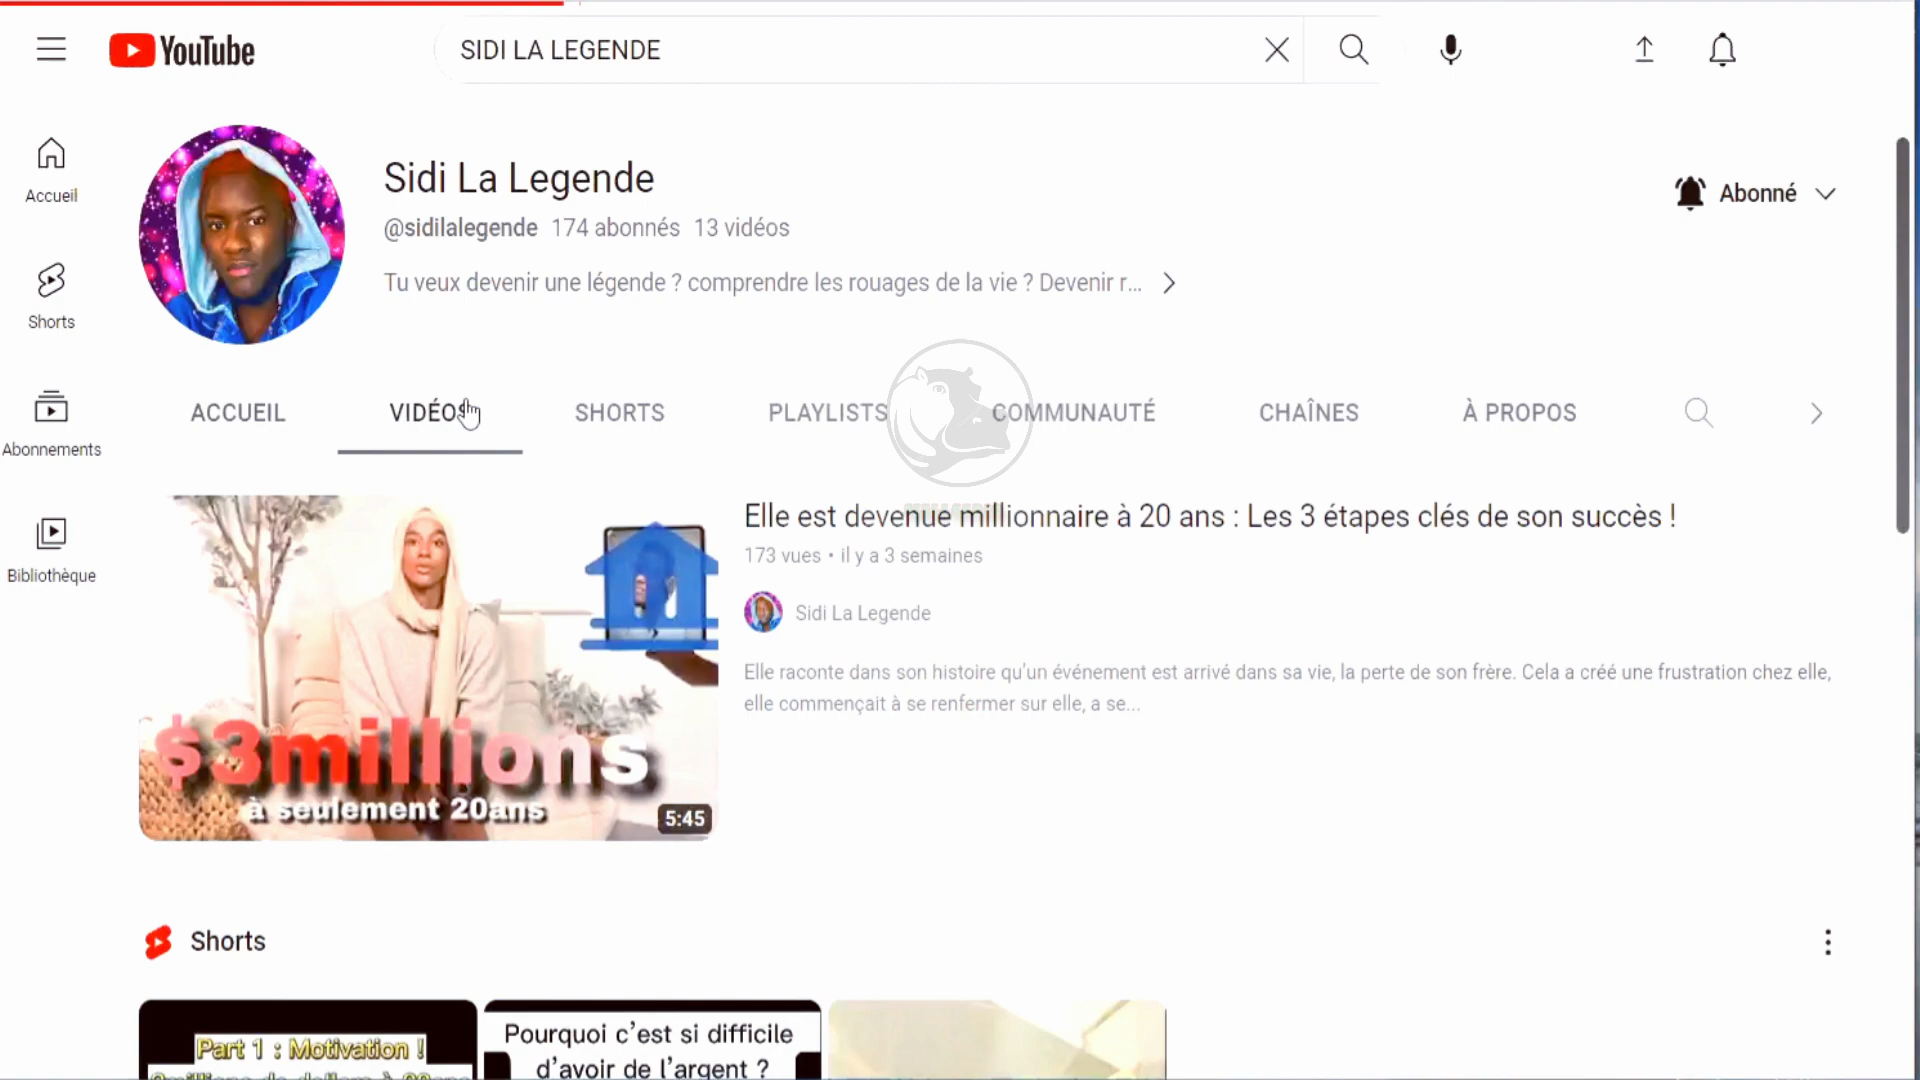 YouTube
SIDI LA LEGENDE
Accueil
Shorts
Abonnements
Bibliothèque
Sidi La Legende
@sidilalegende 174 abonnés 13 vidéos
Tu veux devenir une légende ? comprendre les rouages de la vie ? Devenir r...
Abonné
ACCUEIL VIDÉOS SHORTS PLAYLISTS COMMUNAUTÉ CHAÎNES À PROPOS
$3millions
à seulement 20ans
5:45
Elle est devenue millionnaire à 20 ans : Les 3 étapes clés de son succès !
173 vues • il y a 3 semaines
Sidi La Legende
Elle raconte dans son histoire qu'un événement est arrivé dans sa vie, la perte de son frère. Cela a créé une frustration chez elle,
elle commençait à se renfermer sur elle, a se...
Shorts
Part 1 : Motivation !
Pourquoi c'est si difficile
d'avoir de l'argent ?